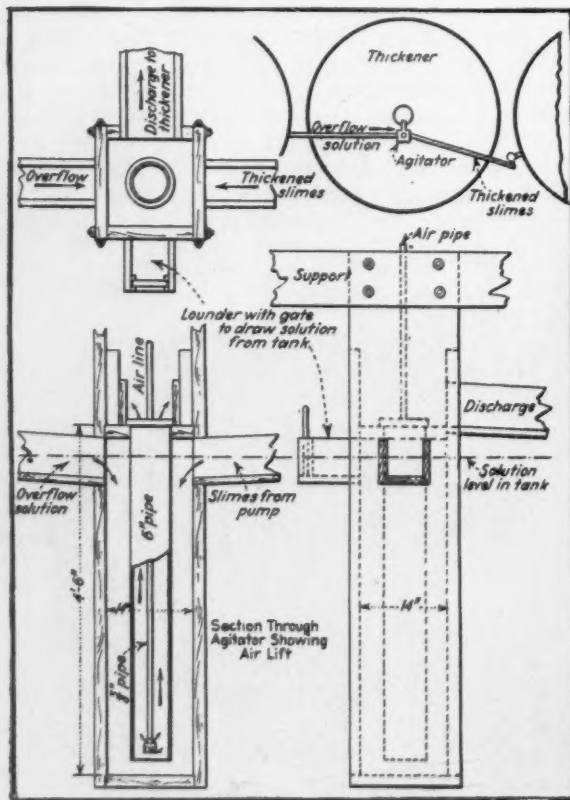 Discharge to
thickener
Overflow
Thickened
slimes
Thickener
Overflow
solution
Agitator
Thickened
slimes
Air pipe
Support
Lounder with gate
to draw solution
from tank
Air line
Discharge
Overflow
solution
6" pipe
Slimes from
pump
Solution
level in tank
4'-6"
14"
14"
Section Through
Agitator Showing
Air Lift